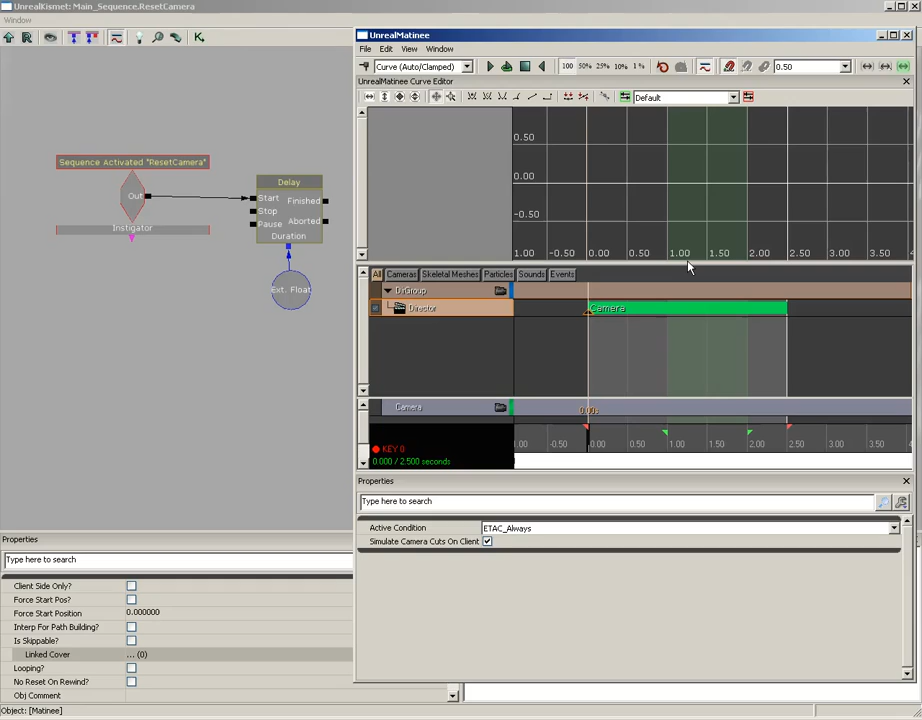 UnrealKismet: Main_Sequence.ResetCamera
Window
Sequence Activated "ResetCamera"
Out
Instigator
Delay
Start
Finished
Stop
Pause
Aborted
Duration
Ext. Float
UnrealMatinee
File Edit View Window
Curve (Auto/Clamped) 100 50% 25% 10% 1% 0.50
UnrealMatinee Curve Editor
Default
0.50
0.00
-0.50
1.00 -0.50 0.00 0.50 1.00 1.50 2.00 2.50 3.00 3.50 4
All Cameras Skeletal Meshes Particles Sounds Events
DirGroup
Director
Camera
Camera
0.00s
KEY 0
0.000 / 2.500 seconds
1.00 -0.50 0.00 0.50 1.00 1.50 2.00 2.50 3.00 3.50 4
Properties
Type here to search
Active Condition ETAC_Always
Simulate Camera Cuts On Client
Properties
Type here to search
Client Side Only?
Force Start Pos?
Force Start Position 0.000000
Interp For Path Building?
Is Skippable?
Linked Cover ... (0)
Looping?
No Reset On Rewind?
Obj Comment
Object: [Matinee]